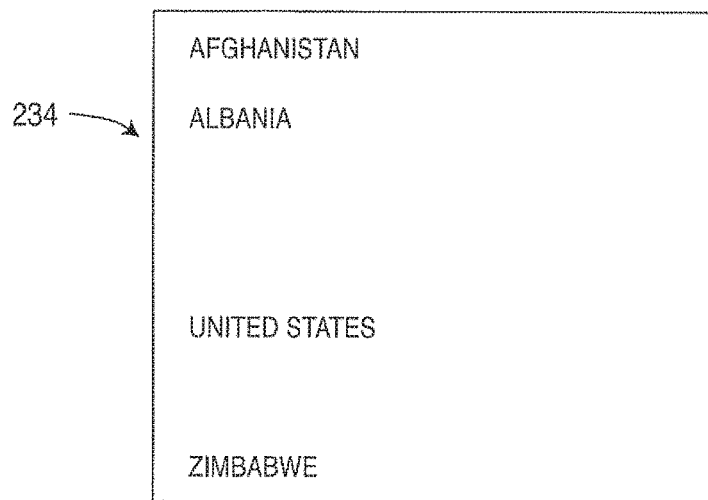 AFGHANISTAN
234
ALBANIA
UNITED STATES
ZIMBABWE